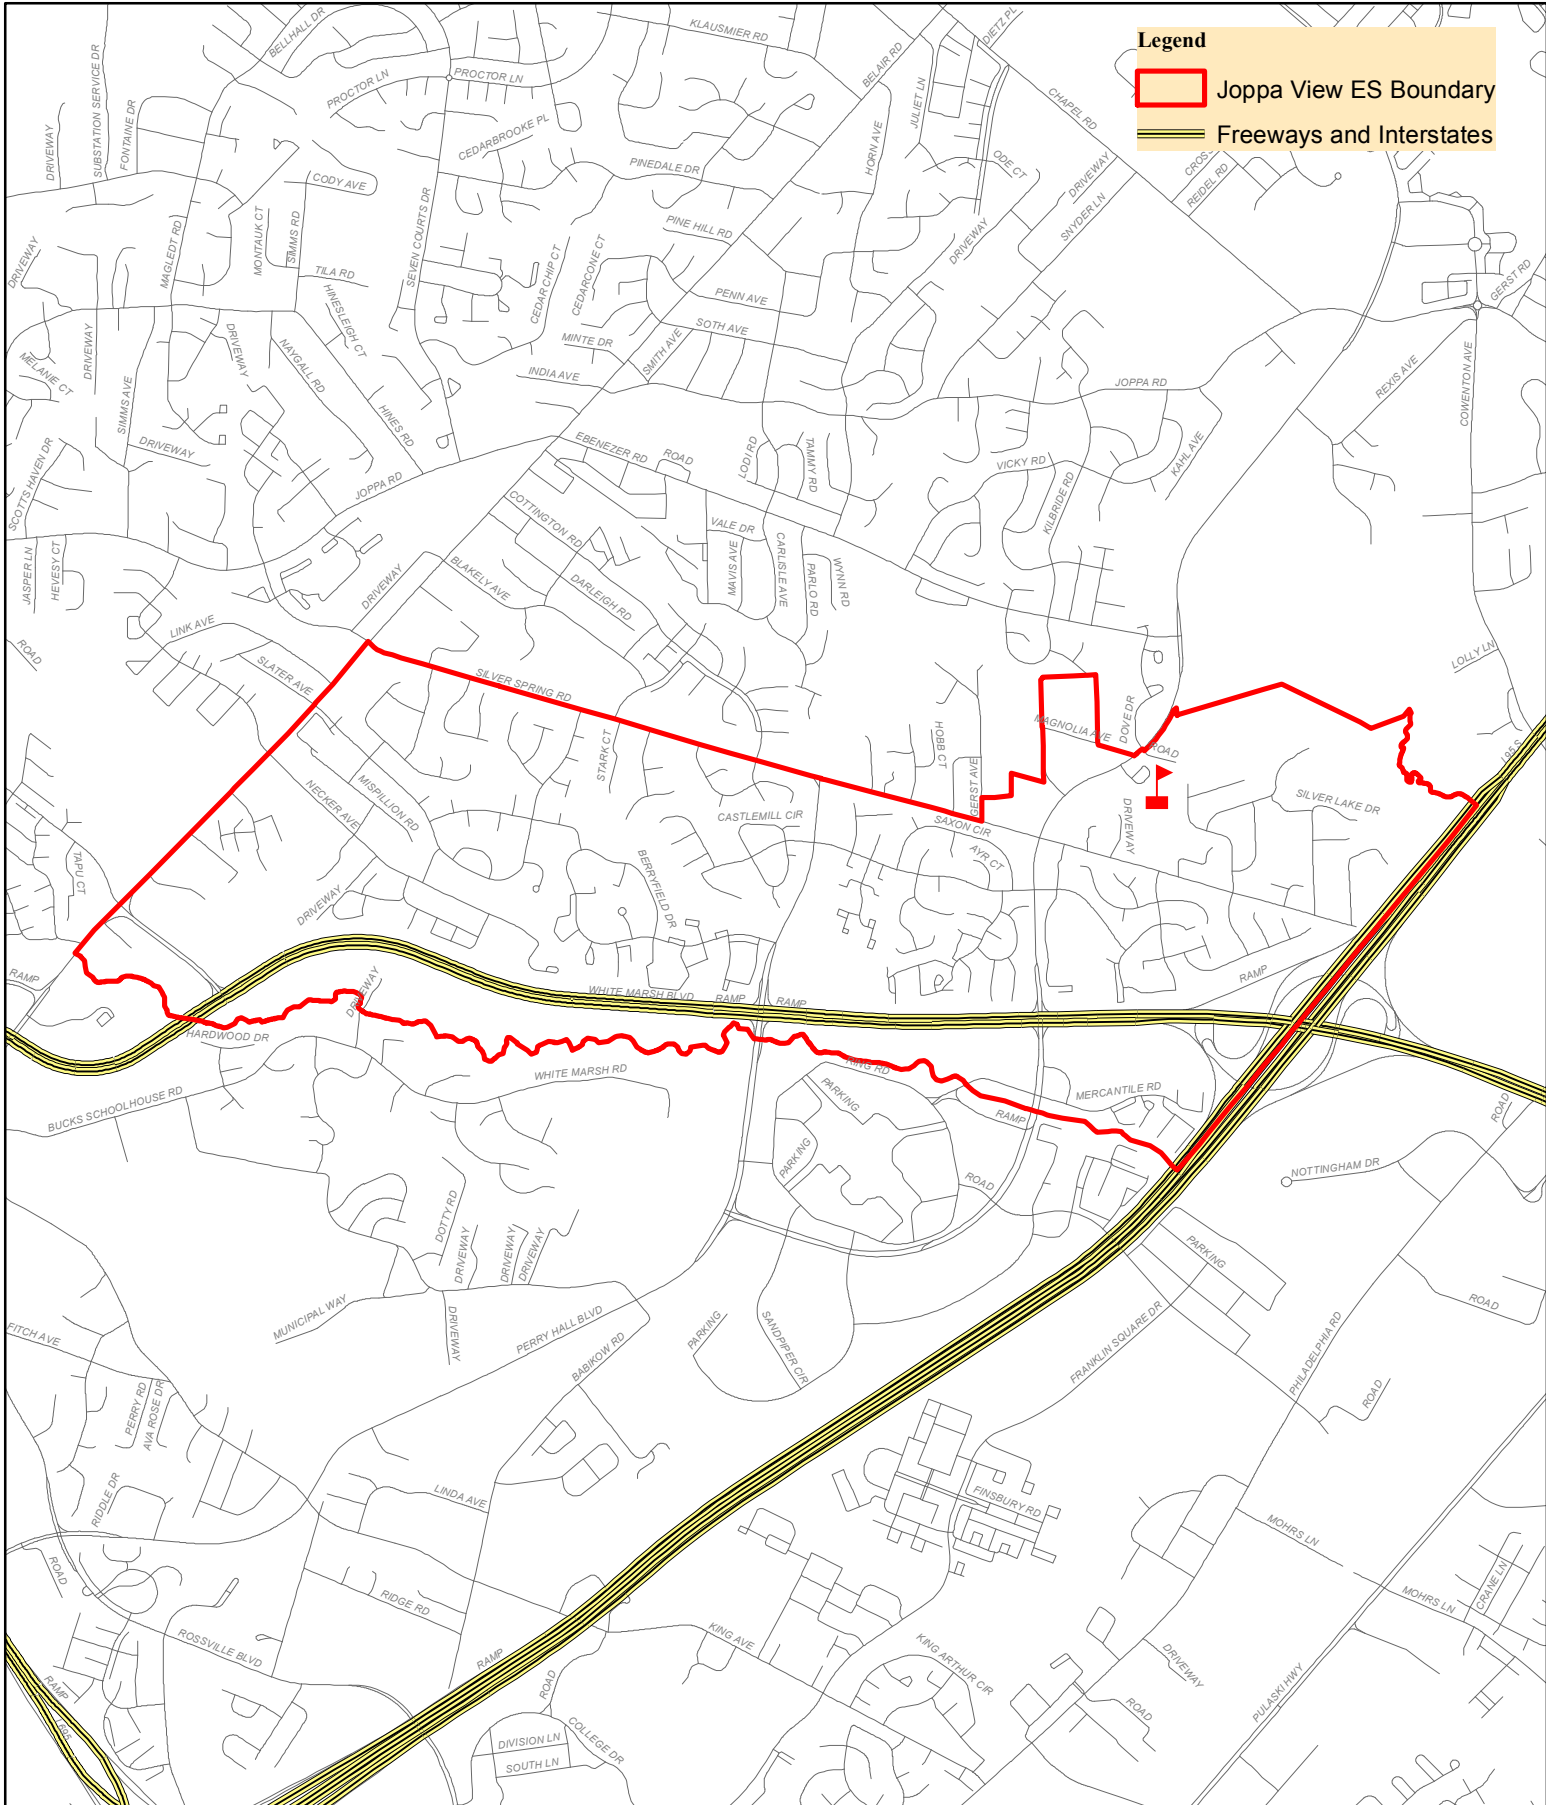 Legend
Joppa View ES Boundary
Freeways and Interstates
KLAUSMIER RD
DIETZ PL
BELLHALL DR
BELAIR RD
PROCTOR LN
PROCTOR LN
SUBSTATION SERVICE DR
JULIET LN
CHAPEL RD
FONTAINE DR
DRIVEWAY
CEDARBROOKE PL
HORN AVE
PINEDALE DR
ODE CT
DRIVEWAY
REIDEL RD
CODY AVE
SEVEN COURTS DR
SNYDER LN
MAGLEDT RD
MONTAUK CT
SIMMS RD
PINE HILL RD
DRIVEWAY
DRIVEWAY
TILA RD
CEDAR CHIP CT
CEDARCONE CT
GERST RD
HINESLEIGH CT
PENN AVE
SOTH AVE
DRIVEWAY
DRIVEWAY
MINTE DR
SMITH AVE
MELANIE CT
NAYGALL RD
INDIA AVE
JOPPA RD
REXIS AVE
COWENTON AVE
SIMMS AVE
HINES RD
DRIVEWAY
EBENEZER RD
ROAD
LODI RD
TAMMY RD
VICKY RD
KAHL AVE
SCOTTS HAVEN DR
JOPPA RD
COTTINGTON RD
KILBRIDE RD
VALE DR
JASPER LN
HEVESY CT
DRIVEWAY
BLAKELY AVE
DARLEIGH RD
MAVIS AVE
CARLISLE AVE
PARLO RD
WYNN RD
LINK AVE
ROAD
LOLLY LN
SLATER AVE
SILVER SPRING RD
DOVE DR
MAGNOLIA AVE
ROAD
STARK CT
HOBB CT
I-95 S
MISPILLION RD
GERST AVE
NECKER AVE
CASTLEMILL CIR
SAXON CIR
DRIVEWAY
SILVER LAKE DR
TAPU CT
BERRYFIELD DR
AYR CT
DRIVEWAY
RAMP
RAMP
DRIVEWAY
WHITE MARSH BLVD
RAMP
RAMP
HARDWOOD DR
RING RD
WHITE MARSH RD
PARKING
MERCANTILE RD
BUCKS SCHOOLHOUSE RD
RAMP
ROAD
PARKING
ROAD
NOTTINGHAM DR
DOTTY RD
DRIVEWAY
DRIVEWAY
DRIVEWAY
PARKING
MUNICIPAL WAY
DRIVEWAY
PERRY HALL BLVD
PARKING
SANDPIPER CIR
ROAD
FITCH AVE
BABIKOW RD
FRANKLIN SQUARE DR
PHILADELPHIA RD
PERRY RD
AVA ROSE DR
ROAD
RIDDLE DR
LINDA AVE
FINSBURY RD
MOHRS LN
ROAD
RIDGE RD
MOHRS LN
CRANE LN
ROSSVILLE BLVD
KING AVE
KING ARTHUR CIR
RAMP
RAMP
ROAD
DRIVEWAY
PULASKI HWY
ROAD
I-695
DIVISION LN
COLLEGE DR
SOUTH LN